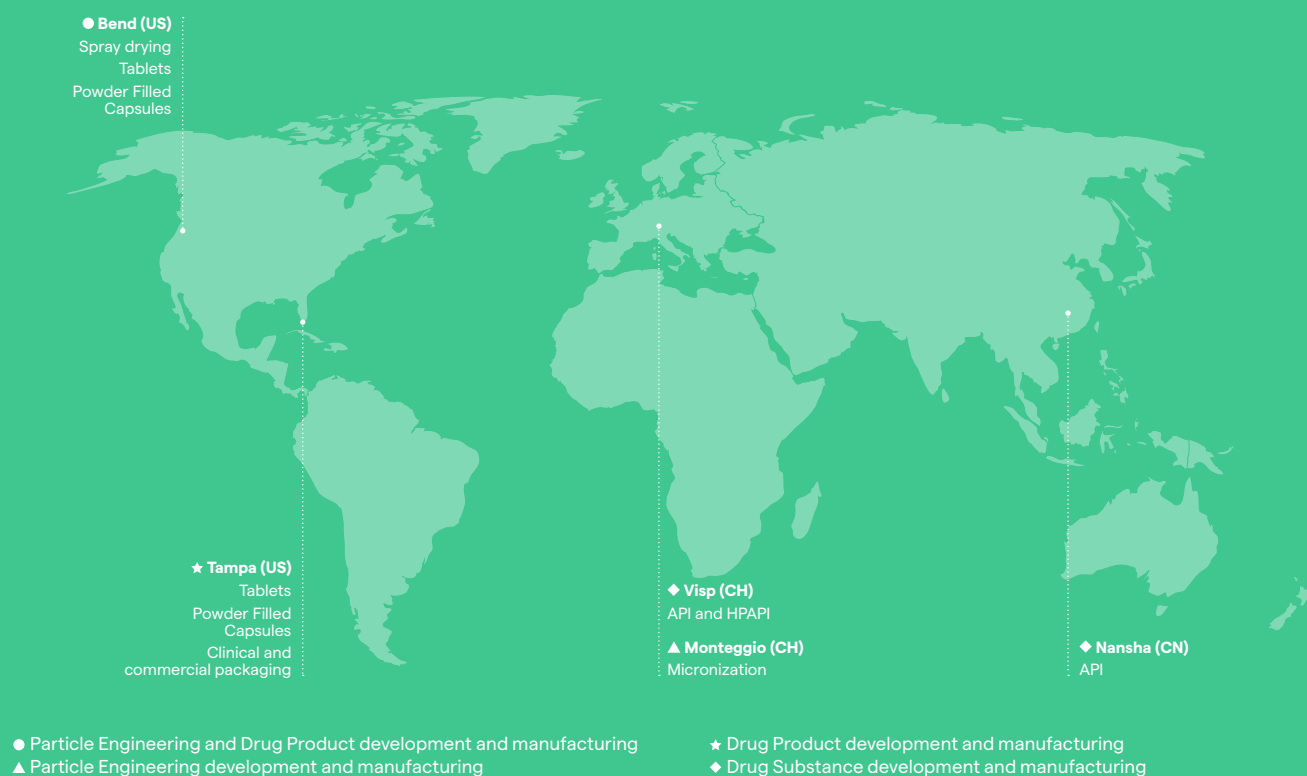 Bend (US)
Spray drying
Tablets
Powder Filled
Capsules
Tampa (US)
Tablets
Powder Filled
Capsules
Clinical and
commercial packaging
Visp (CH)
API and HPAPI
Monteggio (CH)
Micronization
Nansha (CN)
API
Particle Engineering and Drug Product development and manufacturing
Particle Engineering development and manufacturing
Drug Product development and manufacturing
Drug Substance development and manufacturing